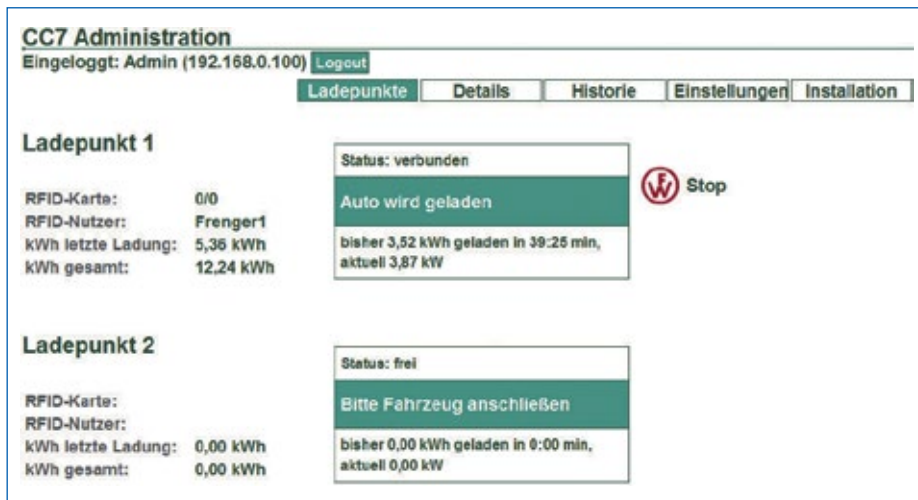 CC7 Administration
Eingeloggt: Admin (192.168.0.100) Logout
Ladepunkte Details Historie Einstellungen Installation
Ladepunkt 1
RFID-Karte: 0/0
RFID-Nutzer: Frenger1
kWh letzte Ladung: 5,36 kWh
kWh gesamt: 12,24 kWh
Status: verbunden
Auto wird geladen
bisher 3,52 kWh geladen in 39:25 min,
aktuell 3,87 kW
FW Stop
Ladepunkt 2
RFID-Karte:
RFID-Nutzer:
kWh letzte Ladung: 0,00 kWh
kWh gesamt: 0,00 kWh
Status: frei
Bitte Fahrzeug anschließen
bisher 0,00 kWh geladen in 0:00 min,
aktuell 0,00 kW